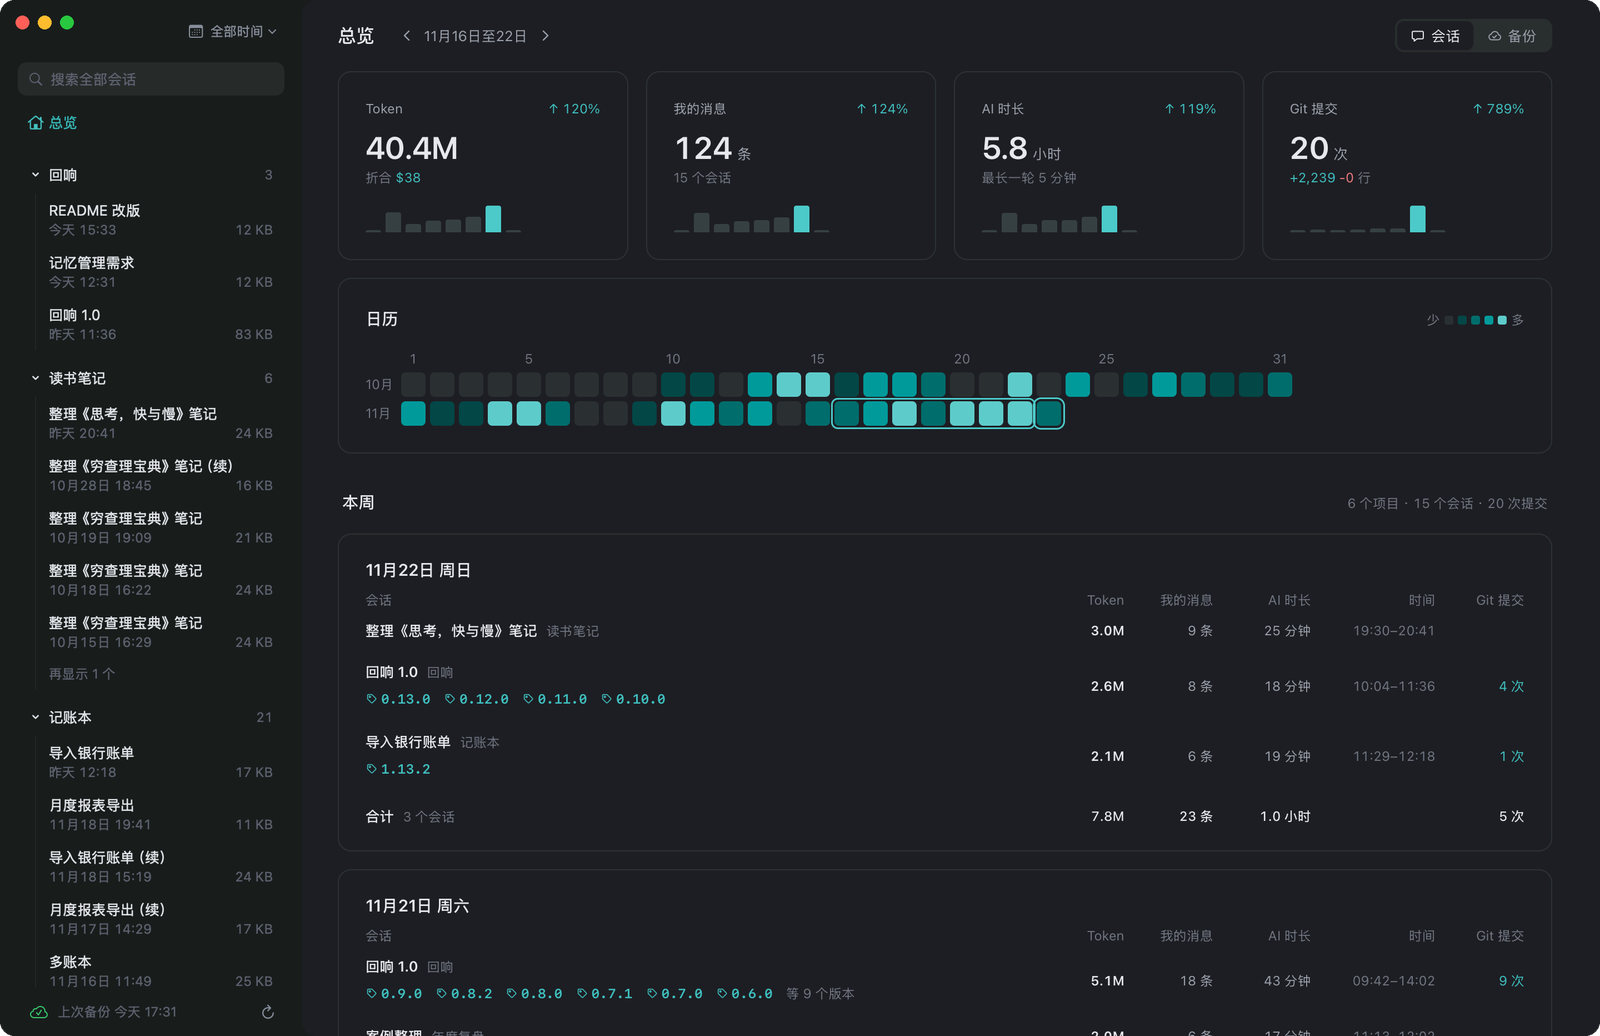 全部时间
搜索全部会话
总览
回响 3
README 改版
今天 15:33 12 KB
记忆管理需求
今天 12:31 12 KB
回响 1.0
昨天 11:36 83 KB
读书笔记 6
整理《思考，快与慢》笔记
昨天 20:41 24 KB
整理《穷查理宝典》笔记 (续)
10月28日 18:45 16 KB
整理《穷查理宝典》笔记
10月19日 19:09 21 KB
整理《穷查理宝典》笔记
10月18日 16:22 24 KB
整理《穷查理宝典》笔记
10月15日 16:29 24 KB
再显示 1 个
记账本 21
导入银行账单
昨天 12:18 17 KB
月度报表导出
11月18日 19:41 11 KB
导入银行账单 (续)
11月18日 15:19 24 KB
月度报表导出 (续)
11月17日 14:29 17 KB
多账本
11月16日 11:49 25 KB
上次备份 今天 17:31
总览 11月16日至22日 会话 备份
Token ↑ 120%
40.4M
折合 $38
我的消息 ↑ 124%
124 条
15 个会话
AI 时长 ↑ 119%
5.8 小时
最长一轮 5 分钟
Git 提交 ↑ 789%
20 次
+2,239 -0 行
日历 少 多
1 5 10 15 20 25 31
10月
11月
本周 6 个项目 · 15 个会话 · 20 次提交
11月22日 周日
会话 Token 我的消息 AI 时长 时间 Git 提交
整理《思考，快与慢》笔记 读书笔记 3.0M 9 条 25 分钟 19:30–20:41
回响 1.0 回响
0.13.0 0.12.0 0.11.0 0.10.0 2.6M 8 条 18 分钟 10:04–11:36 4 次
导入银行账单 记账本
1.13.2 2.1M 6 条 19 分钟 11:29–12:18 1 次
合计 3 个会话 7.8M 23 条 1.0 小时 5 次
11月21日 周六
会话 Token 我的消息 AI 时长 时间 Git 提交
回响 1.0 回响
0.9.0 0.8.2 0.8.0 0.7.1 0.7.0 0.6.0 等 9 个版本 5.1M 18 条 43 分钟 09:42–14:02 9 次